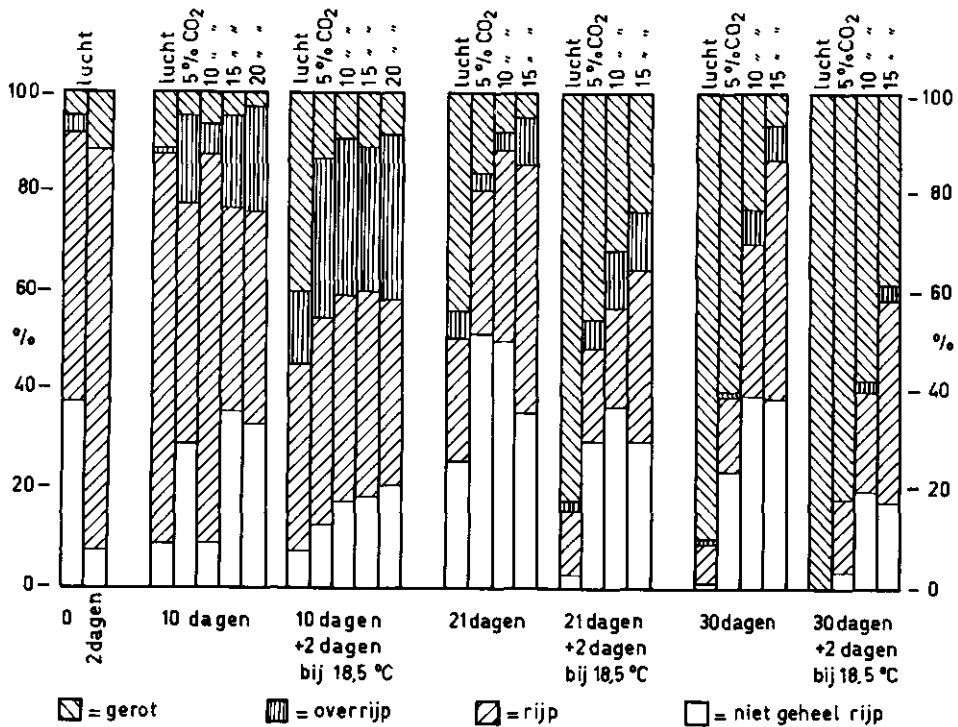 lucht
lucht
5 % CO2
10 " "
15 " "
20 " "
lucht
5 % CO2
10 " "
15 " "
20 " "
lucht
5 % CO2
10 " "
15 " "
lucht
5 % CO2
10 " "
15 " "
lucht
5 % CO2
10 " "
15 " "
lucht
5 % CO2
10 " "
15 " "
100
80
60
%
40
20
0
100
80
60
%
40
20
0
0
2 dagen
10 dagen
10 dagen
+2 dagen
bij 18,5 °C
21 dagen
21 dagen
+2 dagen
bij 18,5 °C
30 dagen
30 dagen
+2 dagen
bij 18,5 °C
= gerot
= overrijp
= rijp
= niet geheel rijp